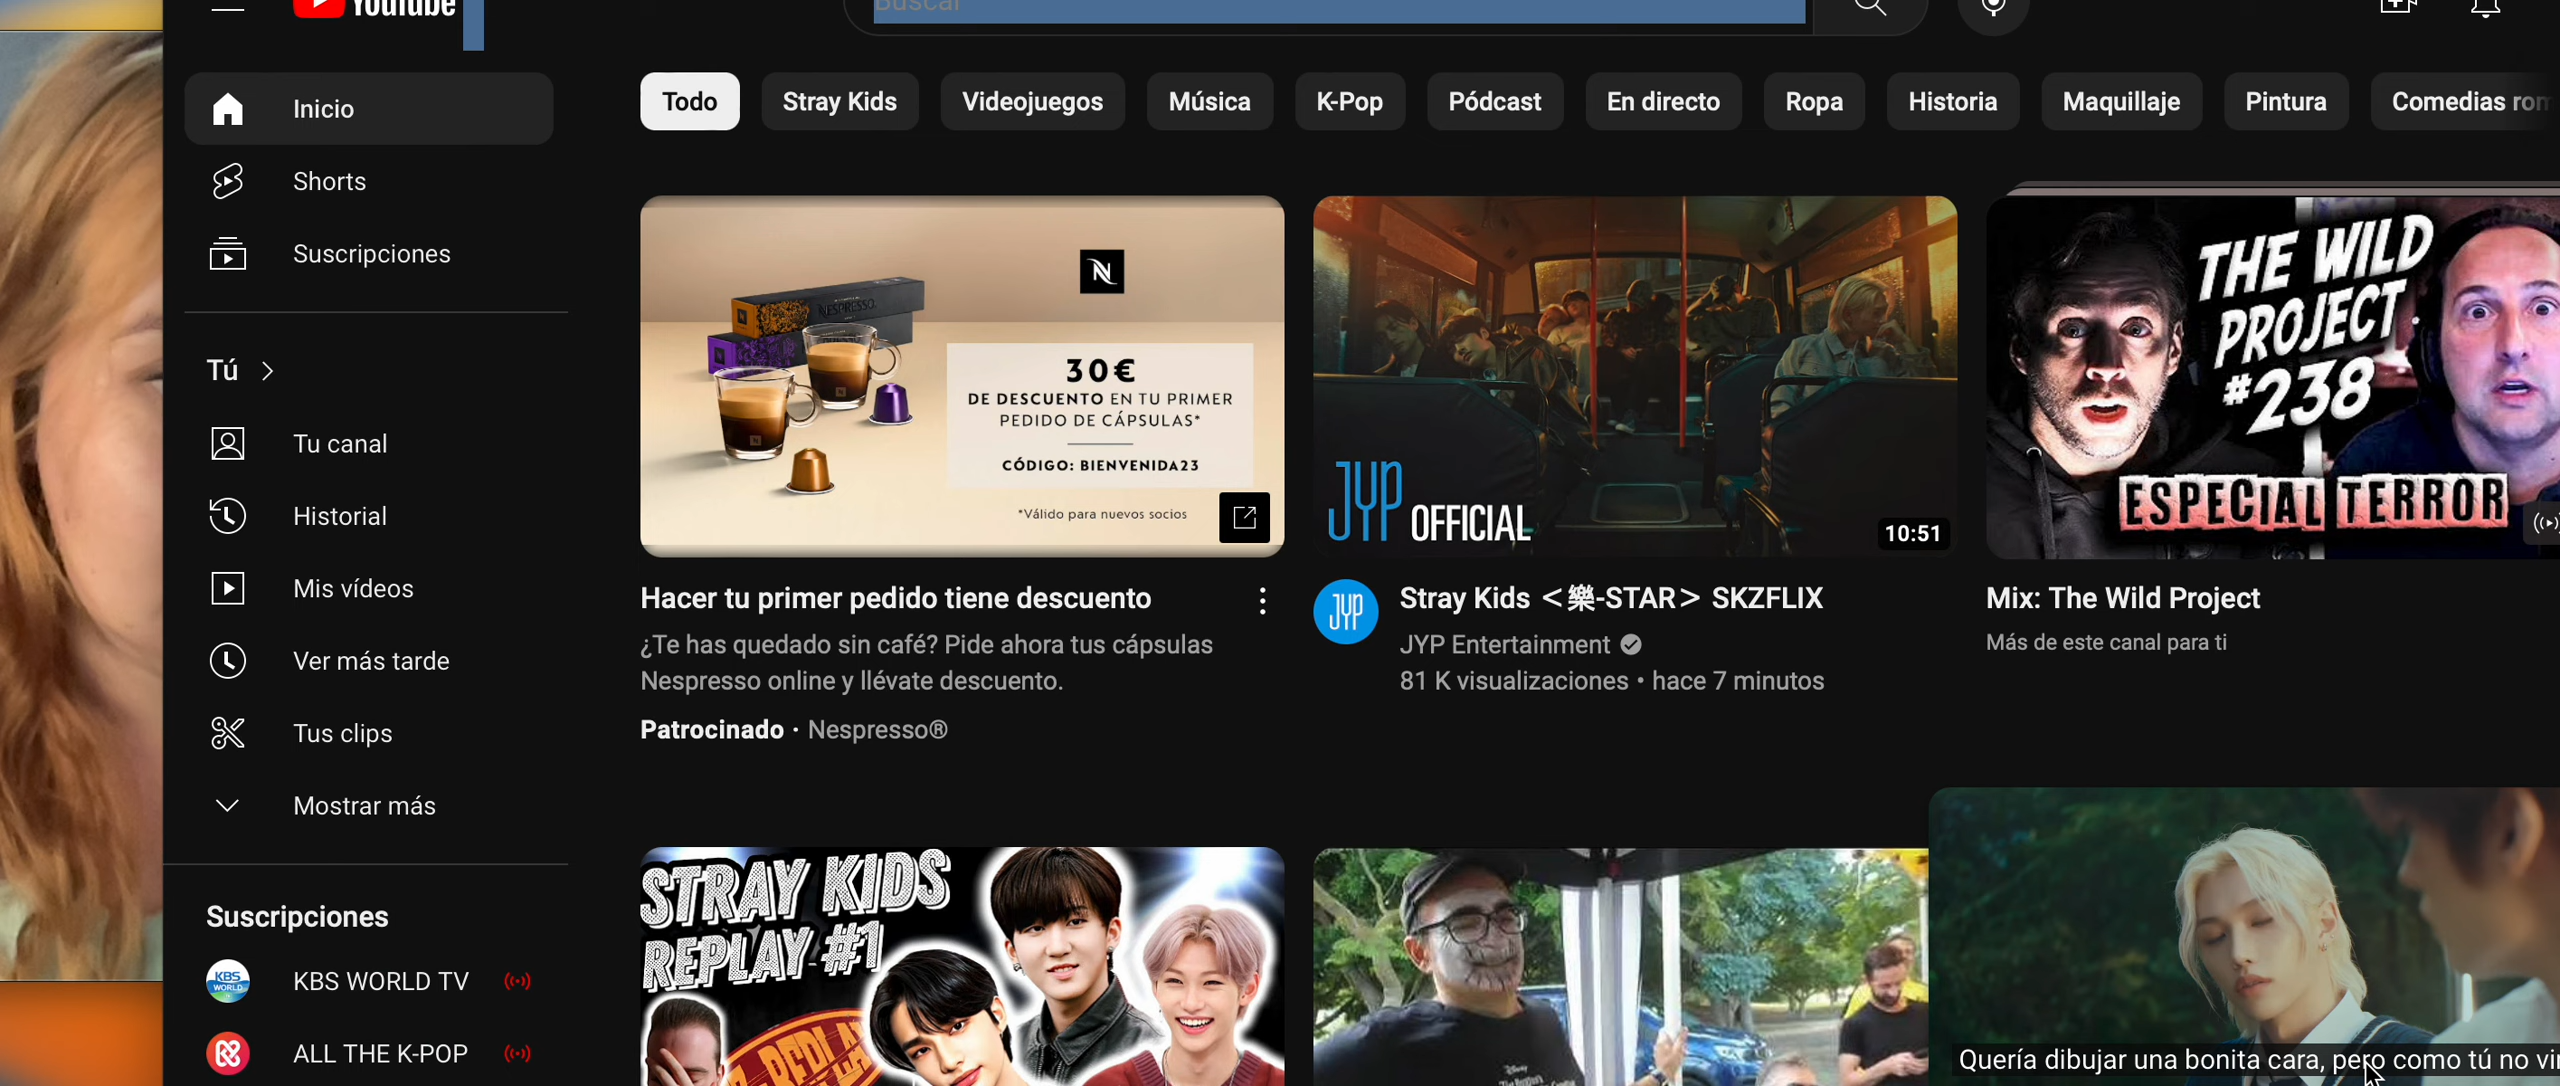 YouTube
Buscar
Inicio
Shorts
Suscripciones
Tú
Tu canal
Historial
Mis vídeos
Ver más tarde
Tus clips
Mostrar más
Suscripciones
KBS WORLD TV
ALL THE K-POP
Todo
Stray Kids
Videojuegos
Música
K-Pop
Pódcast
En directo
Ropa
Historia
Maquillaje
Pintura
Comedias rom
NESPRESSO
30€
DE DESCUENTO EN TU PRIMER
PEDIDO DE CÁPSULAS*
CÓDIGO: BIENVENIDA23
*Válido para nuevos socios
Hacer tu primer pedido tiene descuento
¿Te has quedado sin café? Pide ahora tus cápsulas
Nespresso online y llévate descuento.
Patrocinado · Nespresso®
JYP OFFICIAL
10:51
JYP
Stray Kids ＜樂-STAR＞ SKZFLIX
JYP Entertainment
81 K visualizaciones • hace 7 minutos
THE WILD
PROJECT
#238
ESPECIAL TERROR
Mix: The Wild Project
Más de este canal para ti
KBS
WORLD
STRAY KIDS
REPLAY #1
Quería dibujar una bonita cara, pero como tú no vi